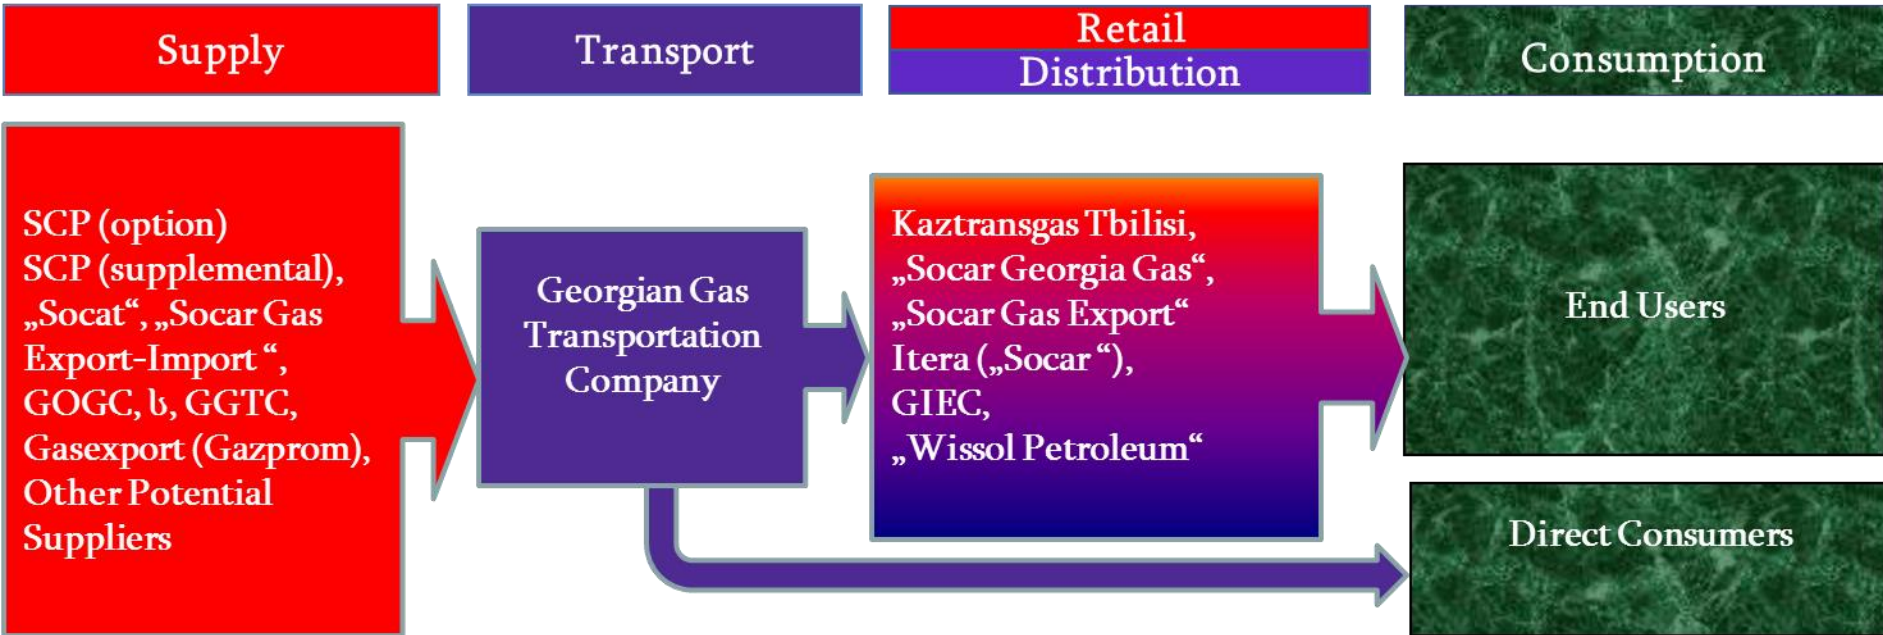 Supply
Transport
Retail
Distribution
Consumption
SCP (option)
SCP (supplemental),
„Socat“, „Socar Gas
Export-Import “,
GOGC, ს, GGTC,
Gasexport (Gazprom),
Other Potential
Suppliers
Georgian Gas
Transportation
Company
Kaztransgas Tbilisi,
„Socar Georgia Gas“,
„Socar Gas Export“
Itera („Socar “),
GIEC,
„Wissol Petroleum“
End Users
Direct Consumers